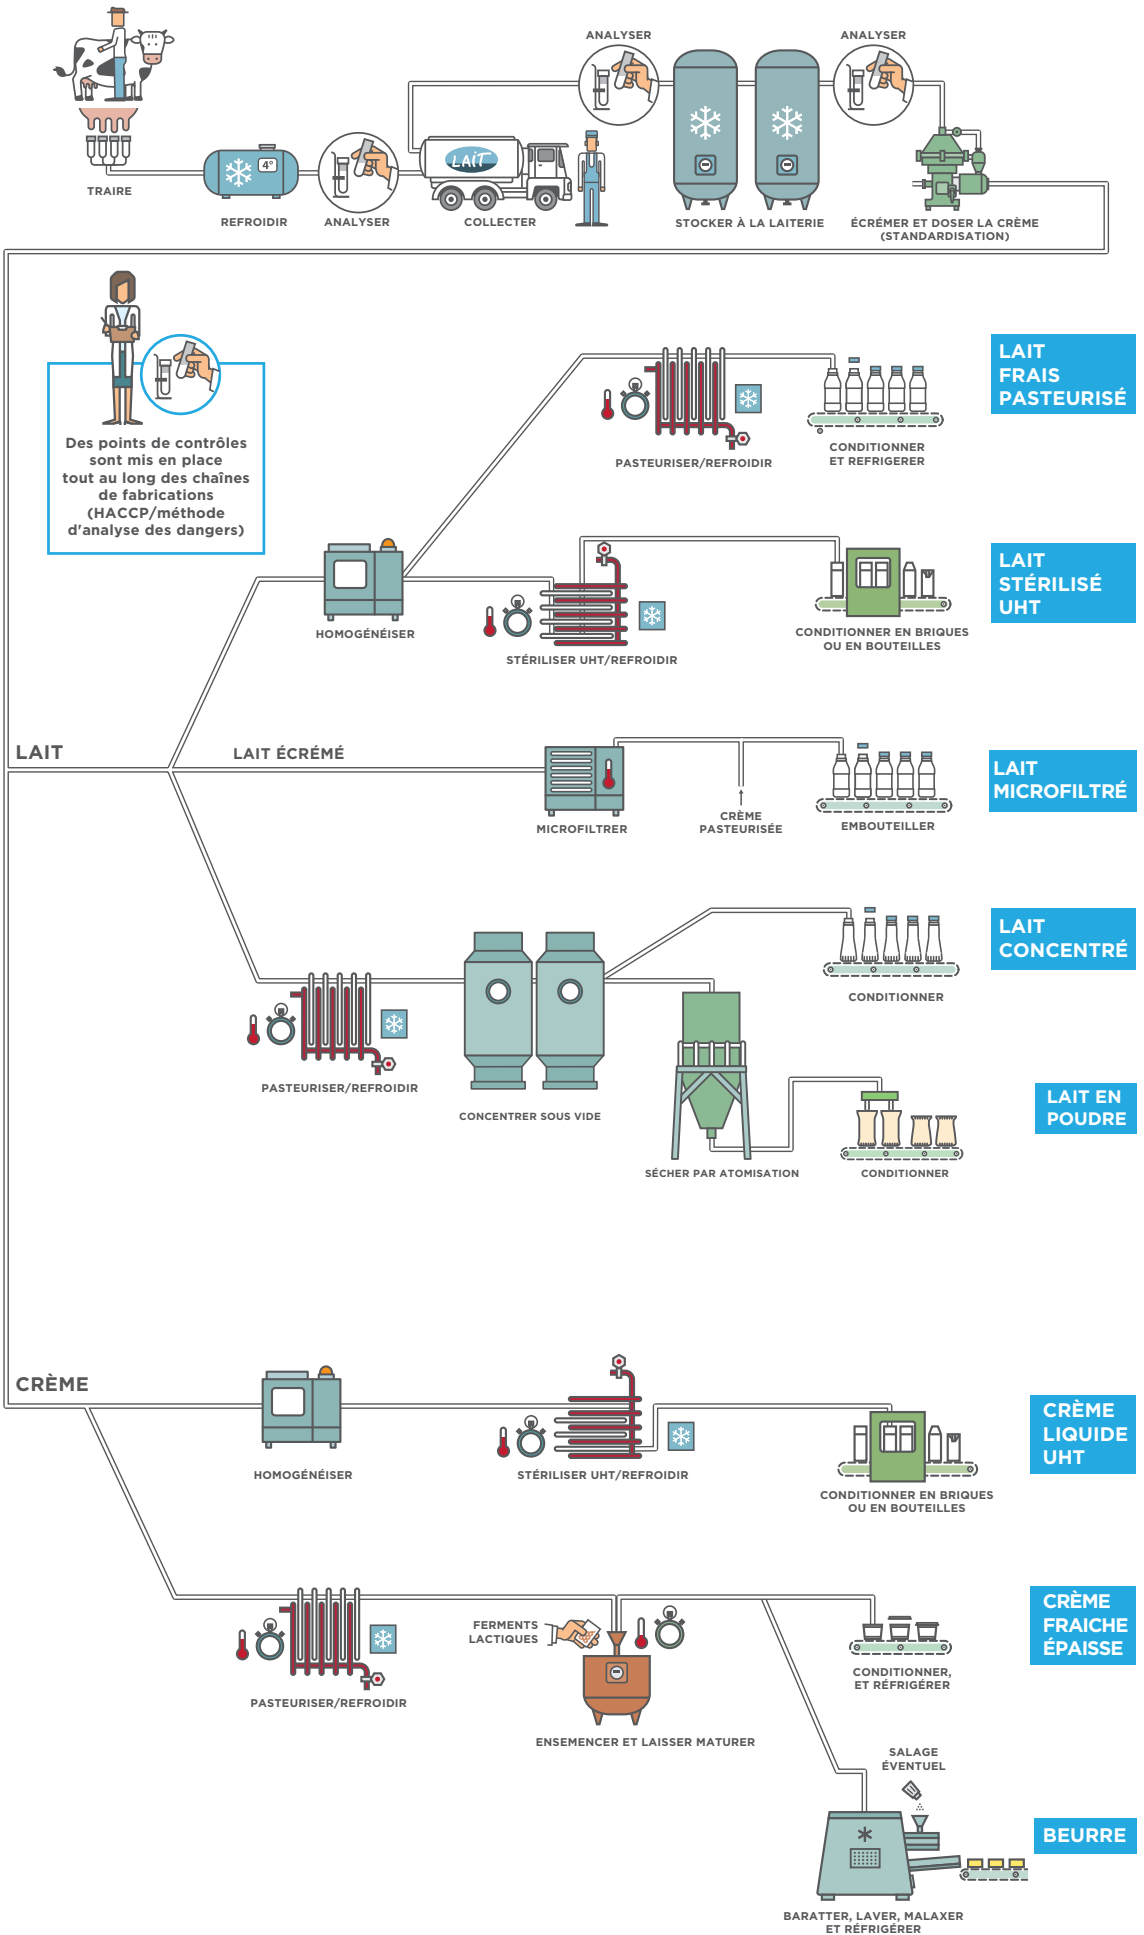 ANALYSER
ANALYSER
LAIT
4°
TRAIRE
REFROIDIR
ANALYSER
COLLECTER
STOCKER À LA LAITERIE
ÉCRÉMER ET DOSER LA CRÈME
(STANDARDISATION)
Des points de contrôles
sont mis en place
tout au long des chaînes
de fabrications
(HACCP/méthode
d'analyse des dangers)
PASTEURISER/REFROIDIR
CONDITIONNER
ET REFRIGERER
LAIT
FRAIS
PASTEURISÉ
HOMOGÉNÉISER
STÉRILISER UHT/REFROIDIR
CONDITIONNER EN BRIQUES
OU EN BOUTEILLES
LAIT
STÉRILISÉ
UHT
LAIT
LAIT ÉCRÉMÉ
MICROFILTRER
CRÈME
PASTEURISÉE
EMBOUTEILLER
LAIT
MICROFILTRÉ
PASTEURISER/REFROIDIR
CONCENTRER SOUS VIDE
CONDITIONNER
LAIT
CONCENTRÉ
SÉCHER PAR ATOMISATION
CONDITIONNER
LAIT EN
POUDRE
CRÈME
HOMOGÉNÉISER
STÉRILISER UHT/REFROIDIR
CONDITIONNER EN BRIQUES
OU EN BOUTEILLES
CRÈME
LIQUIDE
UHT
PASTEURISER/REFROIDIR
FERMENTS
LACTIQUES
ENSEMENCER ET LAISSER MATURER
CONDITIONNER,
ET RÉFRIGÉRER
CRÈME
FRAICHE
ÉPAISSE
SALAGE
ÉVENTUEL
BARATTER, LAVER, MALAXER
ET RÉFRIGÉRER
BEURRE